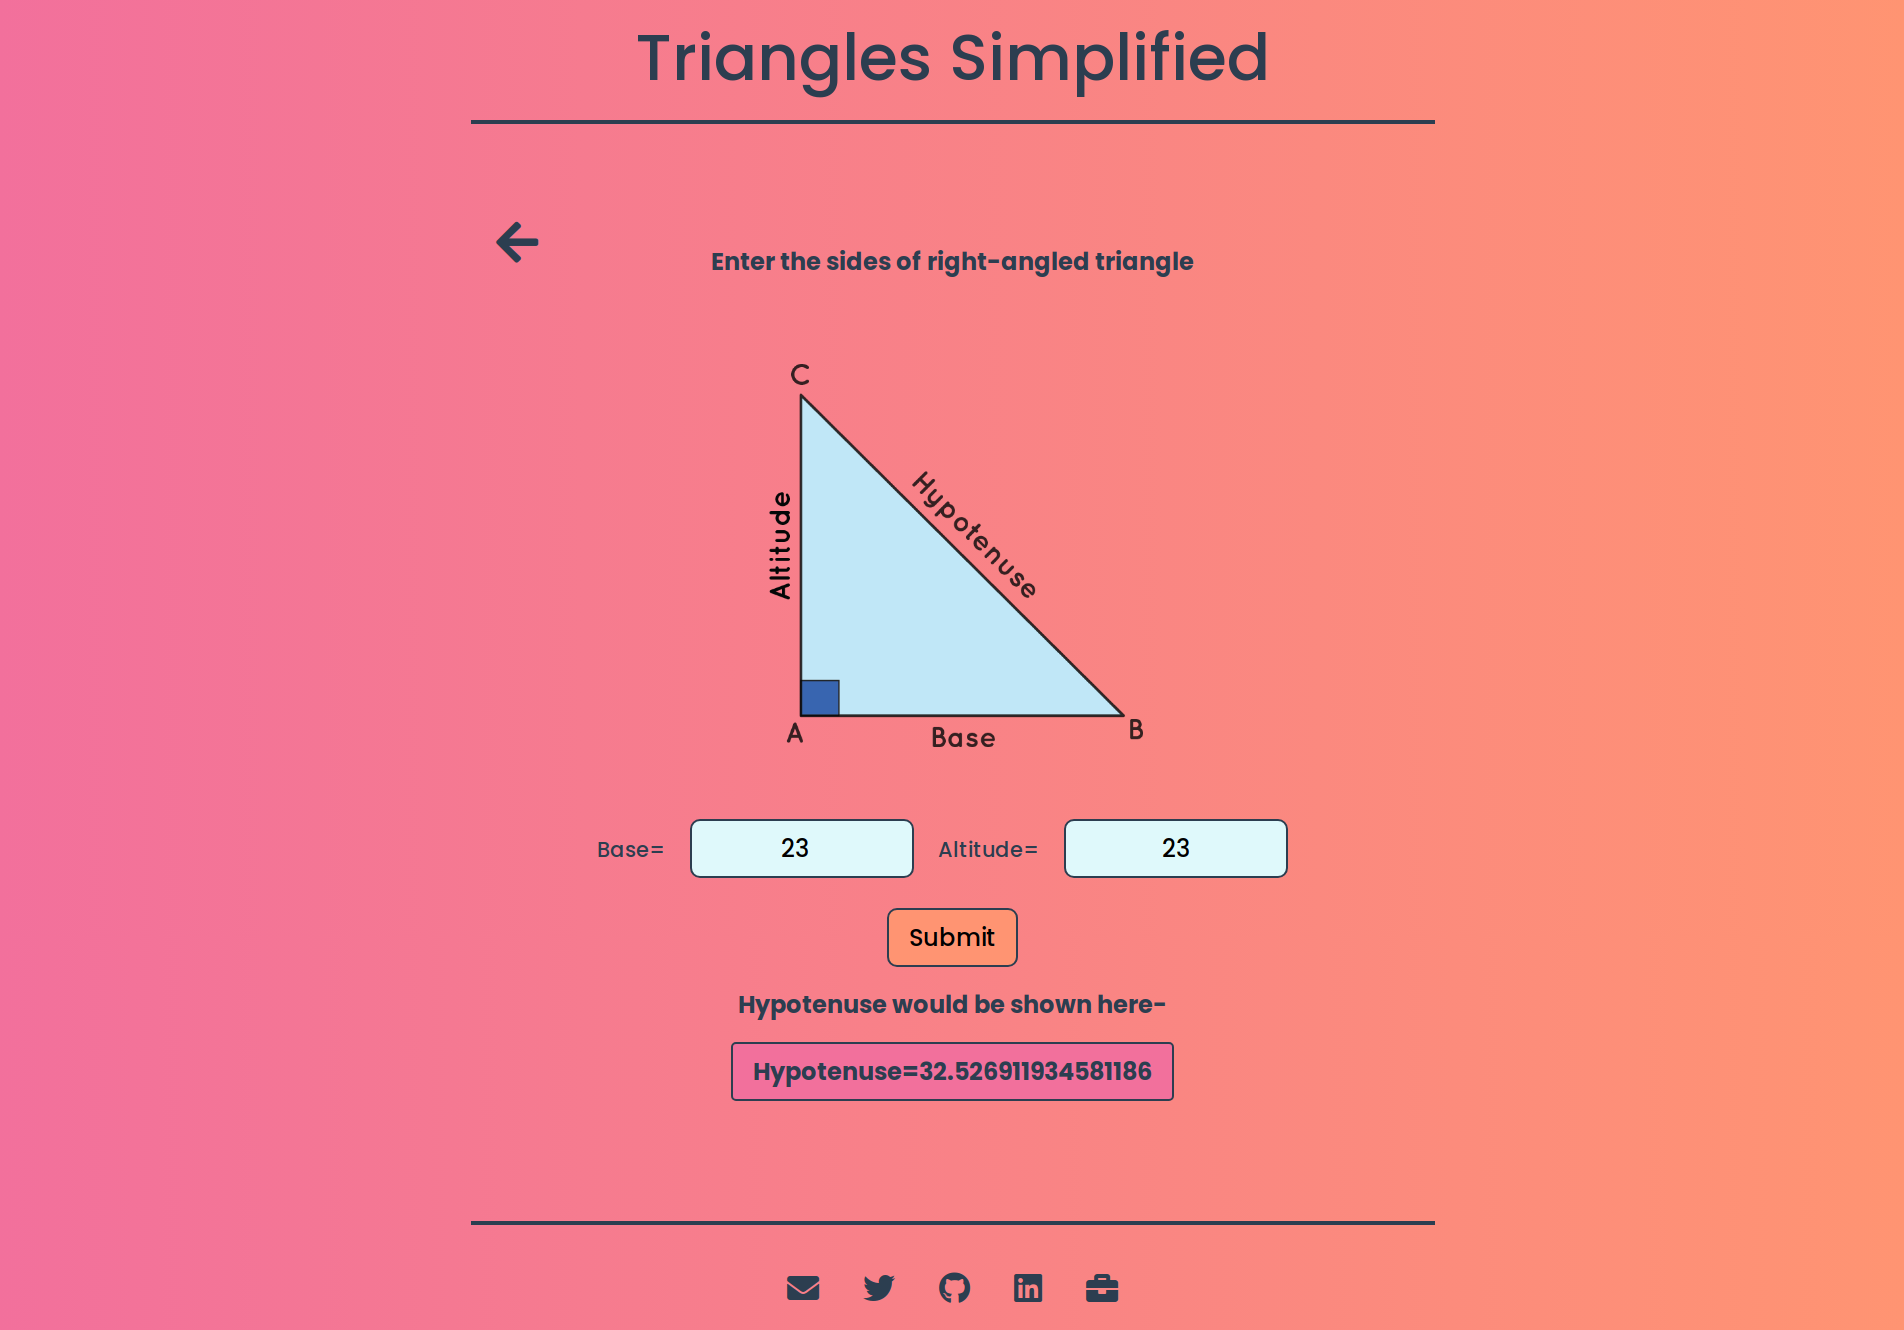 Triangles Simplified
Enter the sides of right-angled triangle
C
Altitude
Hypotenuse
A
Base
B
Base= 23 Altitude= 23
Submit
Hypotenuse would be shown here-
Hypotenuse=32.526911934581186
in